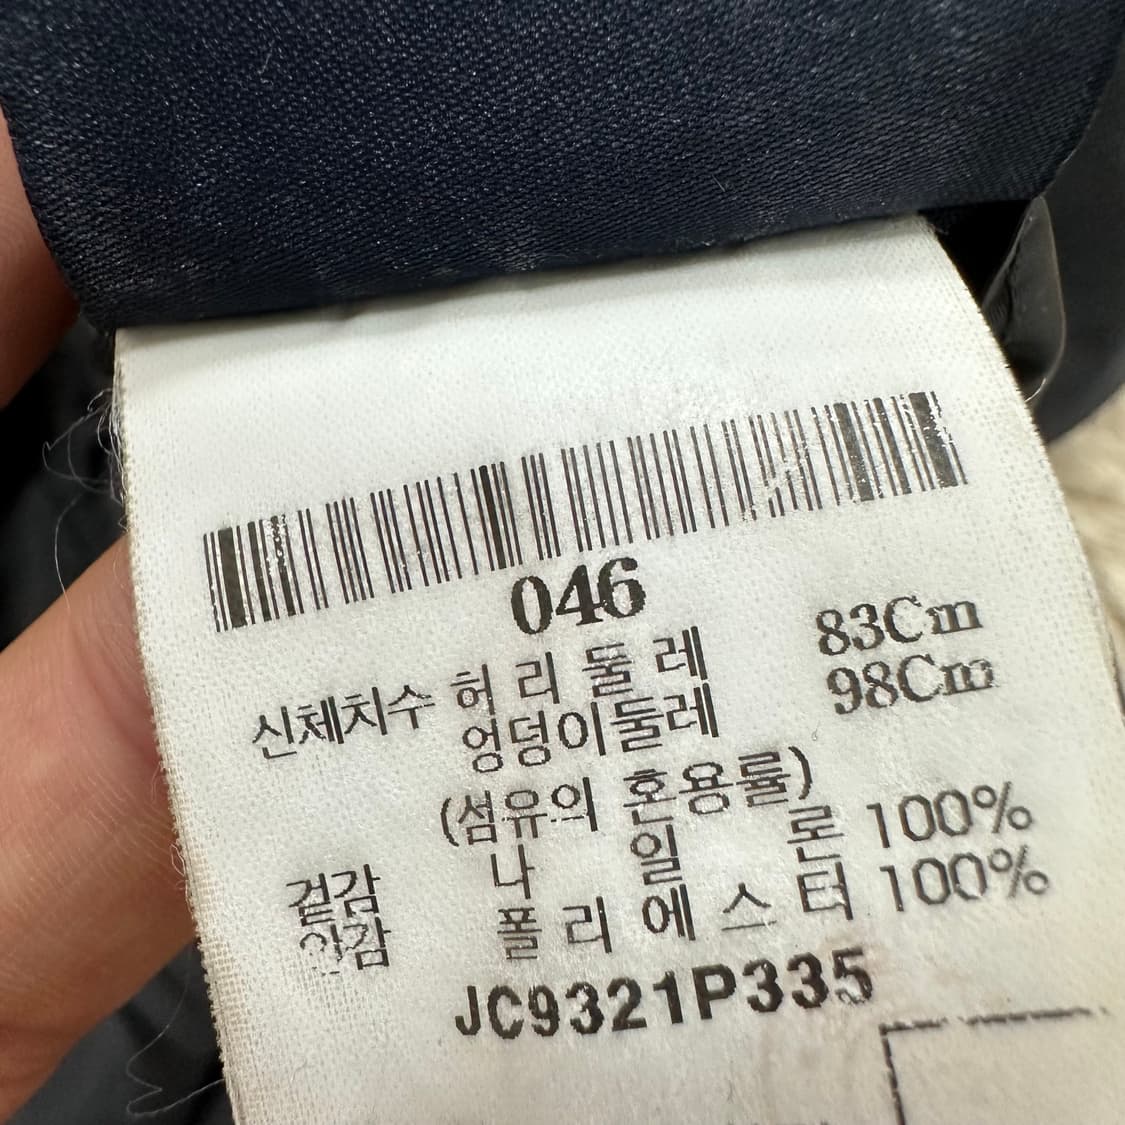 046
신체치수 허리둘레 83Cm
엉덩이둘레 98Cm
(섬유의 혼용률)
겉감 나일론 100%
안감 폴리에스터 100%
JC9321P335